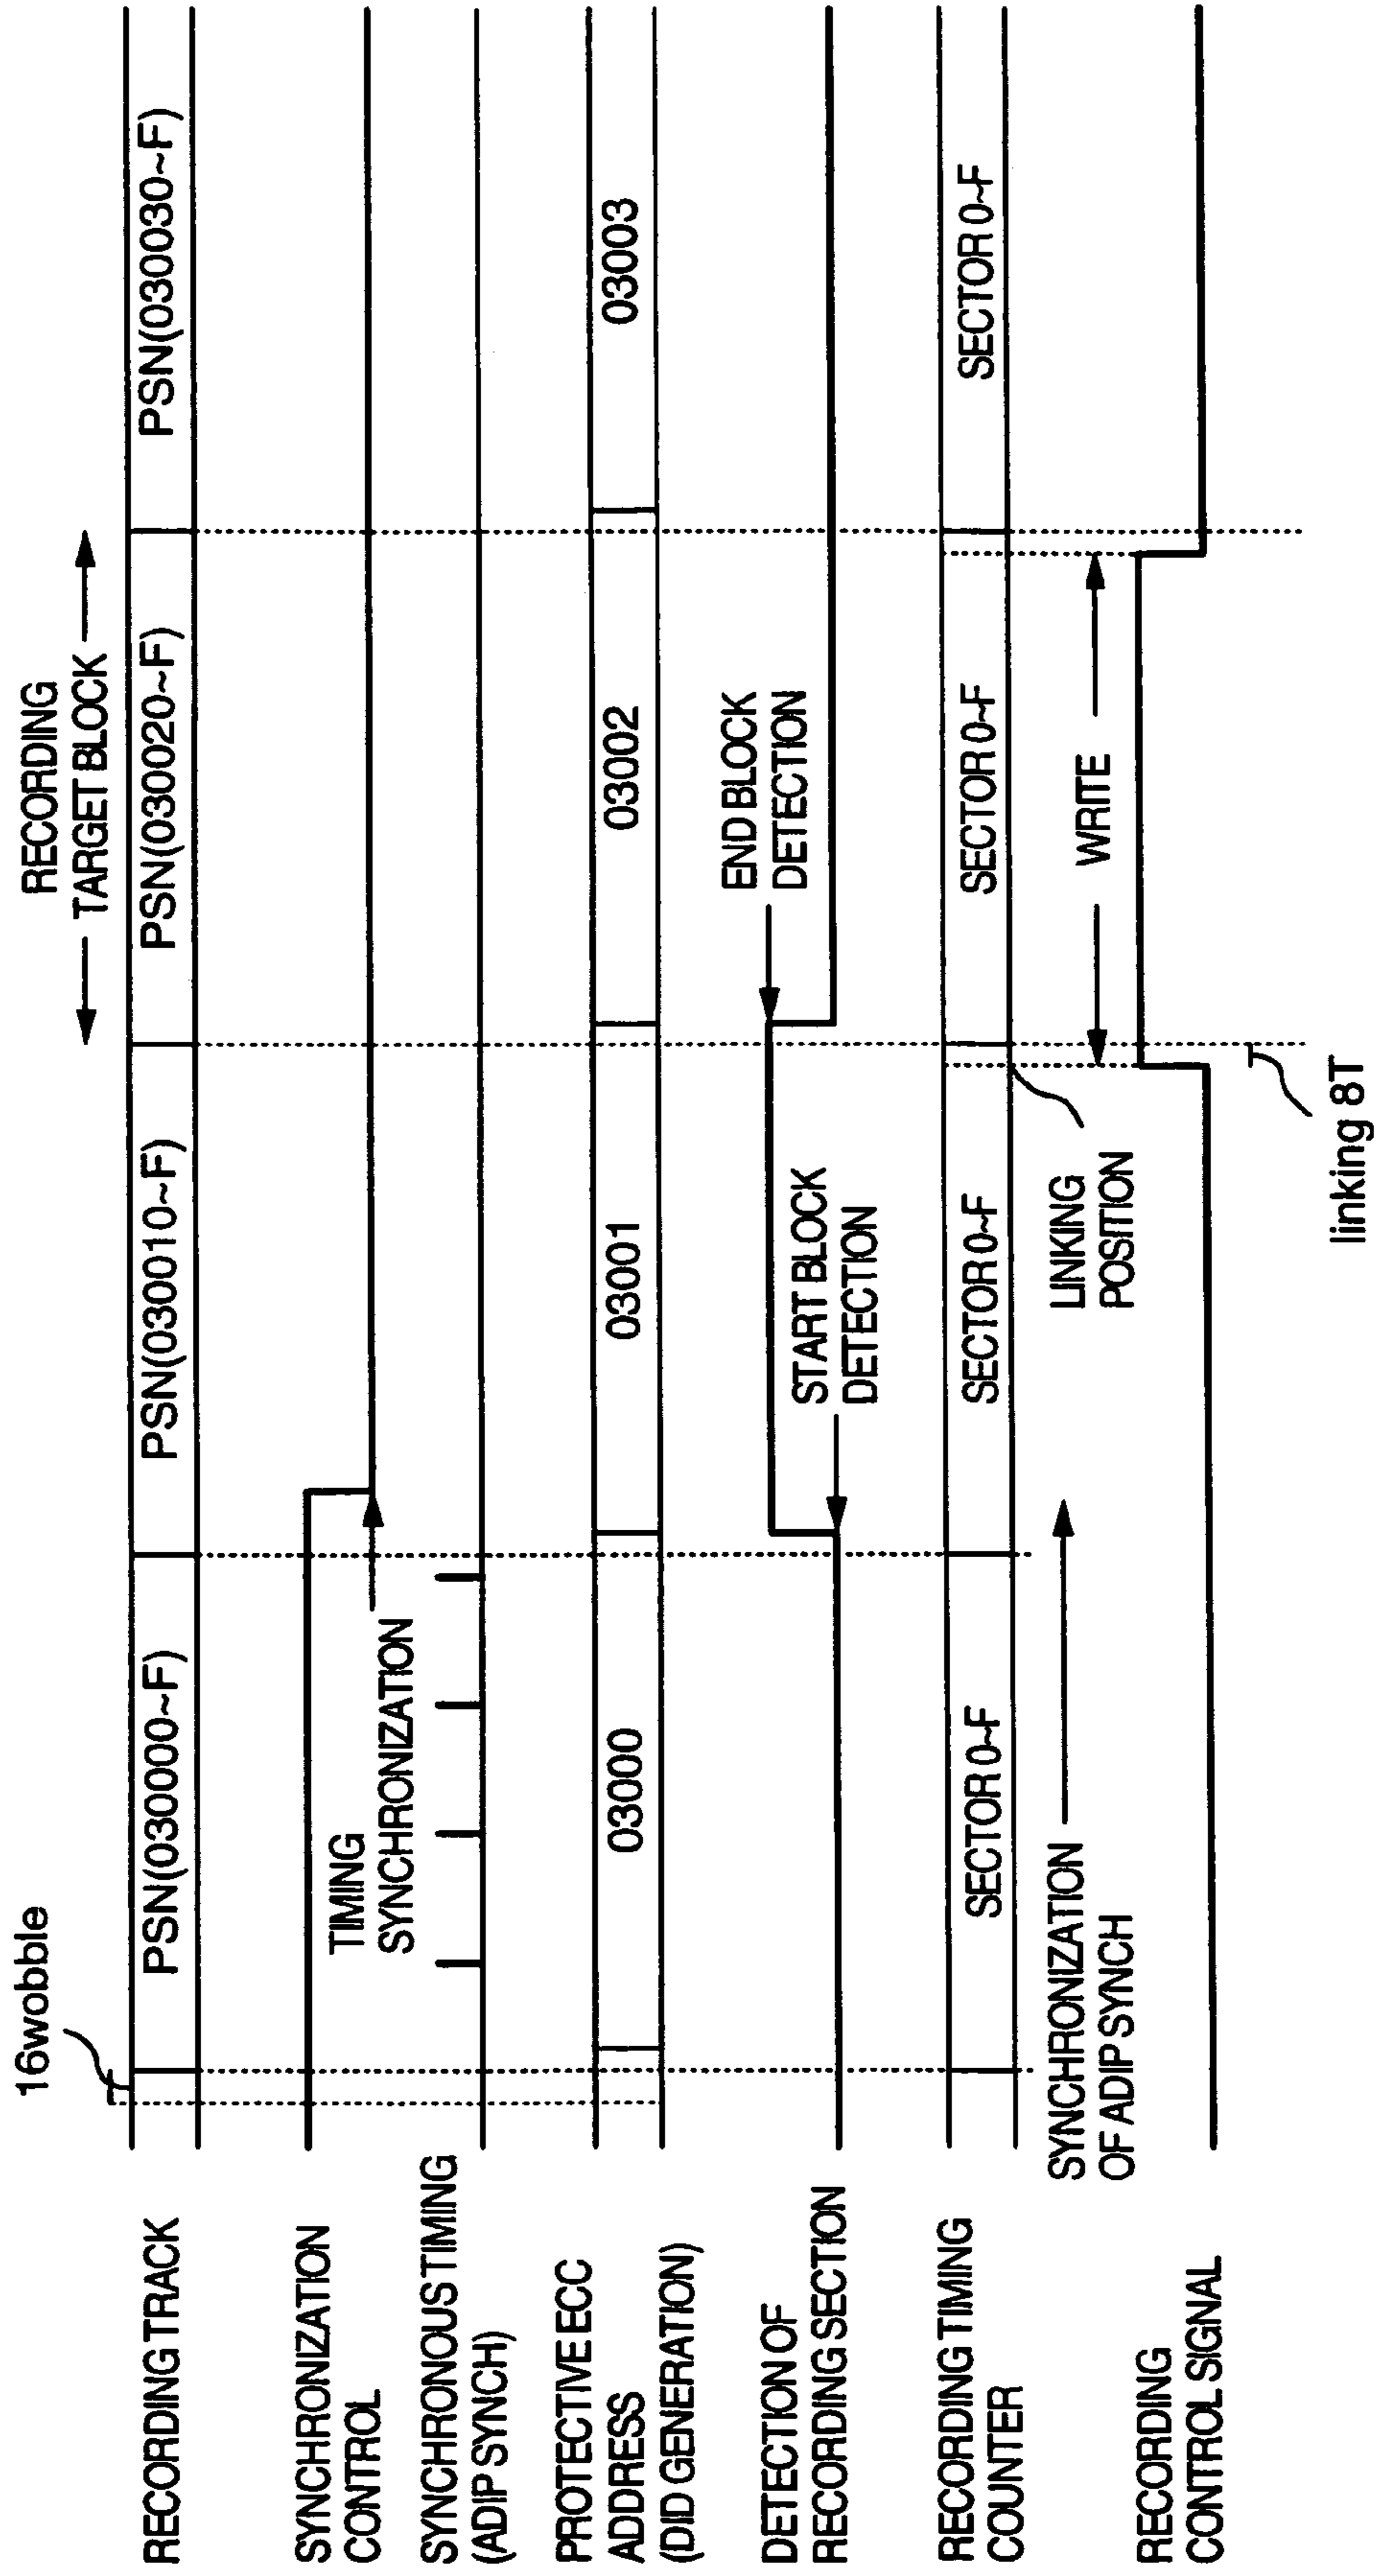 16wobble
RECORDING
TARGET BLOCK
RECORDING TRACK
PSN(03000~F)
PSN(030010~F)
PSN(030020~F)
PSN(030030~F)
SYNCHRONIZATION
CONTROL
TIMING
SYNCHRONIZATION
SYNCHRONOUS TIMING
(ADIP SYNCH)
PROTECTIVE ECC
ADDRESS
(DID GENERATION)
03000
03001
03002
03003
DETECTION OF
RECORDING SECTION
START BLOCK
DETECTION
END BLOCK
DETECTION
RECORDING TIMING
COUNTER
SECTOR 0~F
SECTOR 0~F
SECTOR 0~F
SECTOR 0~F
SYNCHRONIZATION
OF ADIP SYNCH
LINKING
POSITION
WRITE
RECORDING
CONTROL SIGNAL
linking 8T